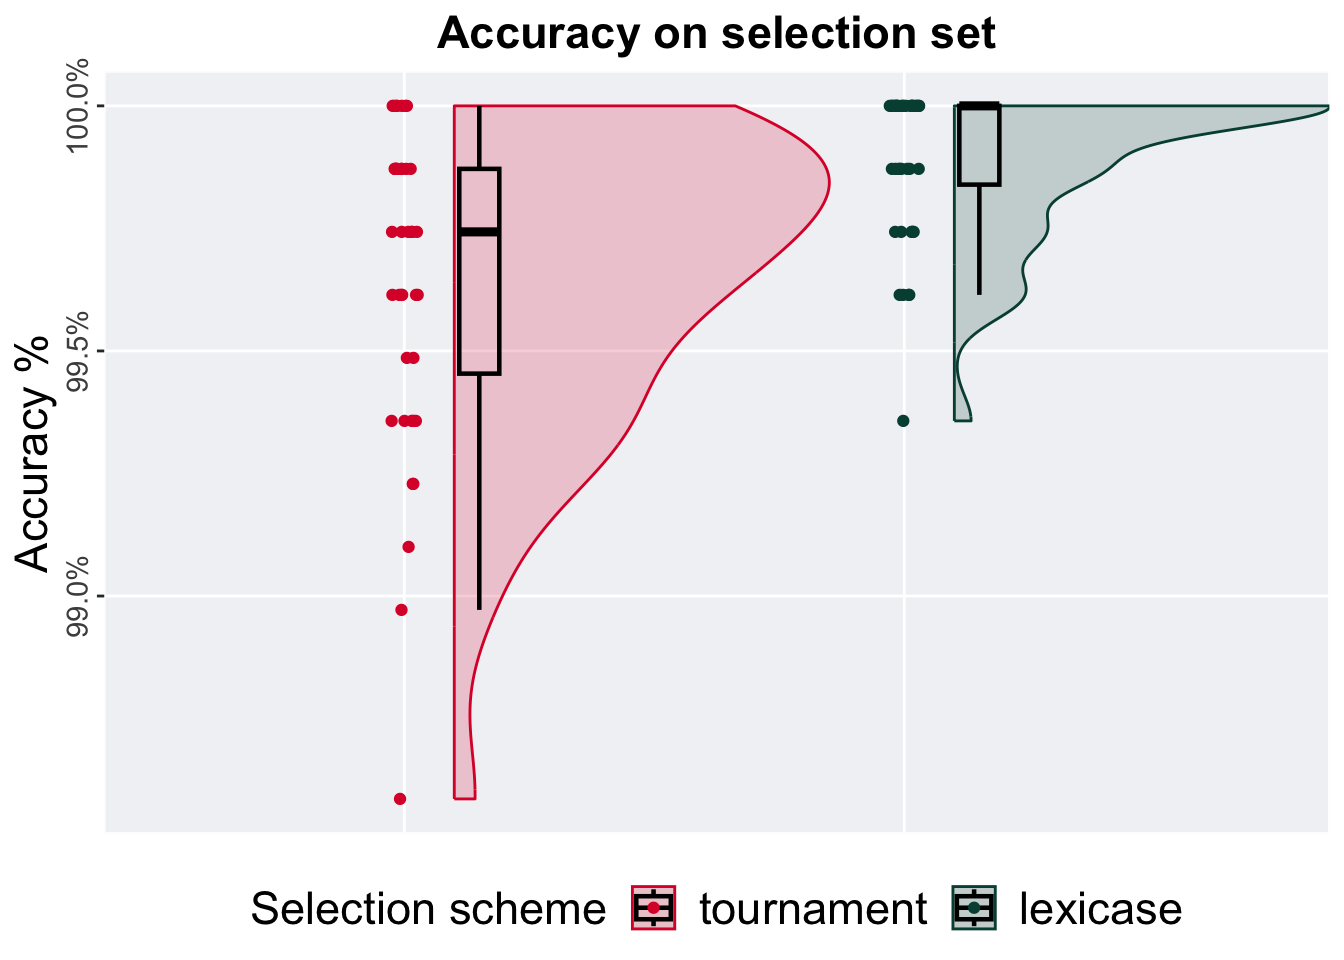 Accuracy on selection set
Accuracy %
100.0%
99.5%
99.0%
Selection scheme tournament lexicase